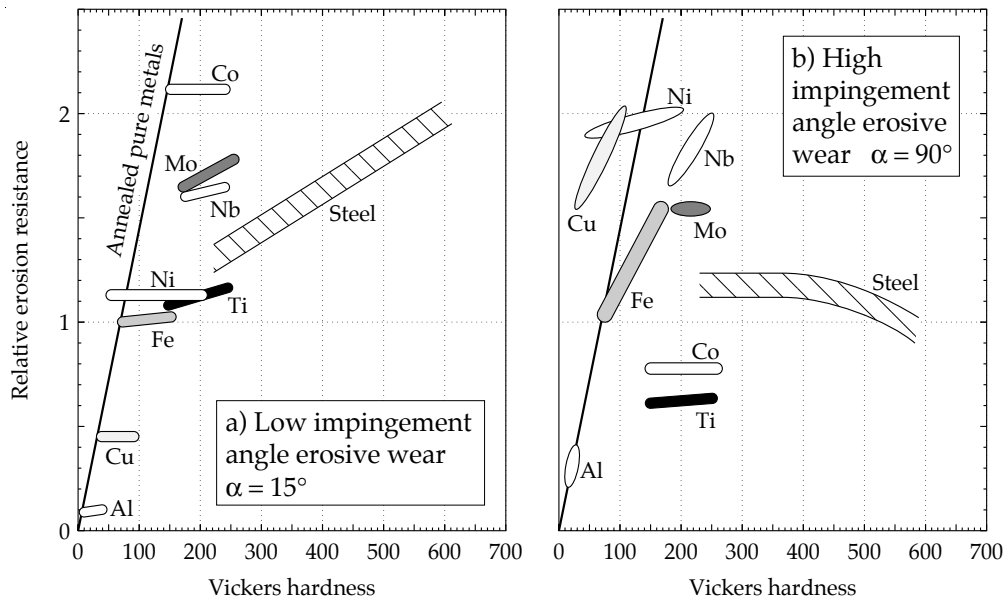 Relative erosion resistance
2
1
0
Annealed pure metals
Co
Mo
Nb
Steel
Ni
Ti
Fe
Cu
Al
a) Low impingement
angle erosive wear
α = 15°
0 100 200 300 400 500 600 700
Vickers hardness
b) High
impingement
angle erosive
wear α = 90°
Ni
Nb
Cu
Mo
Fe
Steel
Co
Ti
Al
0 100 200 300 400 500 600 700
Vickers hardness